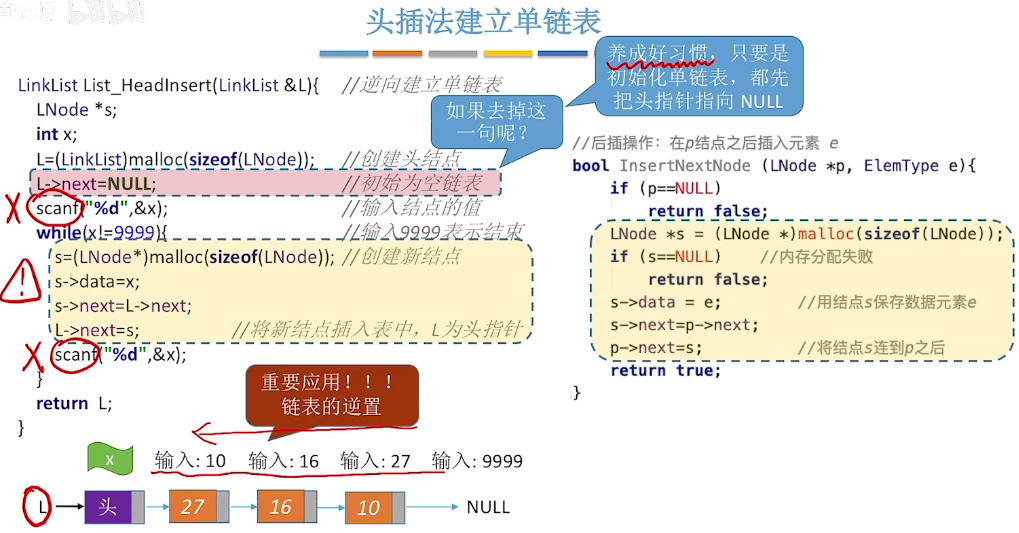 头插法建立单链表
养成好习惯，只要是
初始化单链表，都先
把头指针指向 NULL
如果去掉这
一句呢？
LinkList List_HeadInsert(LinkList &L){ //逆向建立单链表
LNode *s;
int x;
L=(LinkList)malloc(sizeof(LNode)); //创建头结点
L->next=NULL; //初始为空链表
scanf("%d",&x); //输入结点的值
while(x!=9999){ //输入9999表示结束
s=(LNode*)malloc(sizeof(LNode)); //创建新结点
s->data=x;
s->next=L->next;
L->next=s; //将新结点插入表中，L为头指针
scanf("%d",&x);
}
return L;
}
//后插操作：在p结点之后插入元素 e
bool InsertNextNode (LNode *p, ElemType e){
if (p==NULL)
return false;
LNode *s = (LNode *)malloc(sizeof(LNode));
if (s==NULL) //内存分配失败
return false;
s->data = e; //用结点s保存数据元素e
s->next=p->next;
p->next=s; //将结点s连到p之后
return true;
}
重要应用！！！
链表的逆置
x 输入: 10 输入: 16 输入: 27 输入: 9999
L 头 27 16 10 NULL